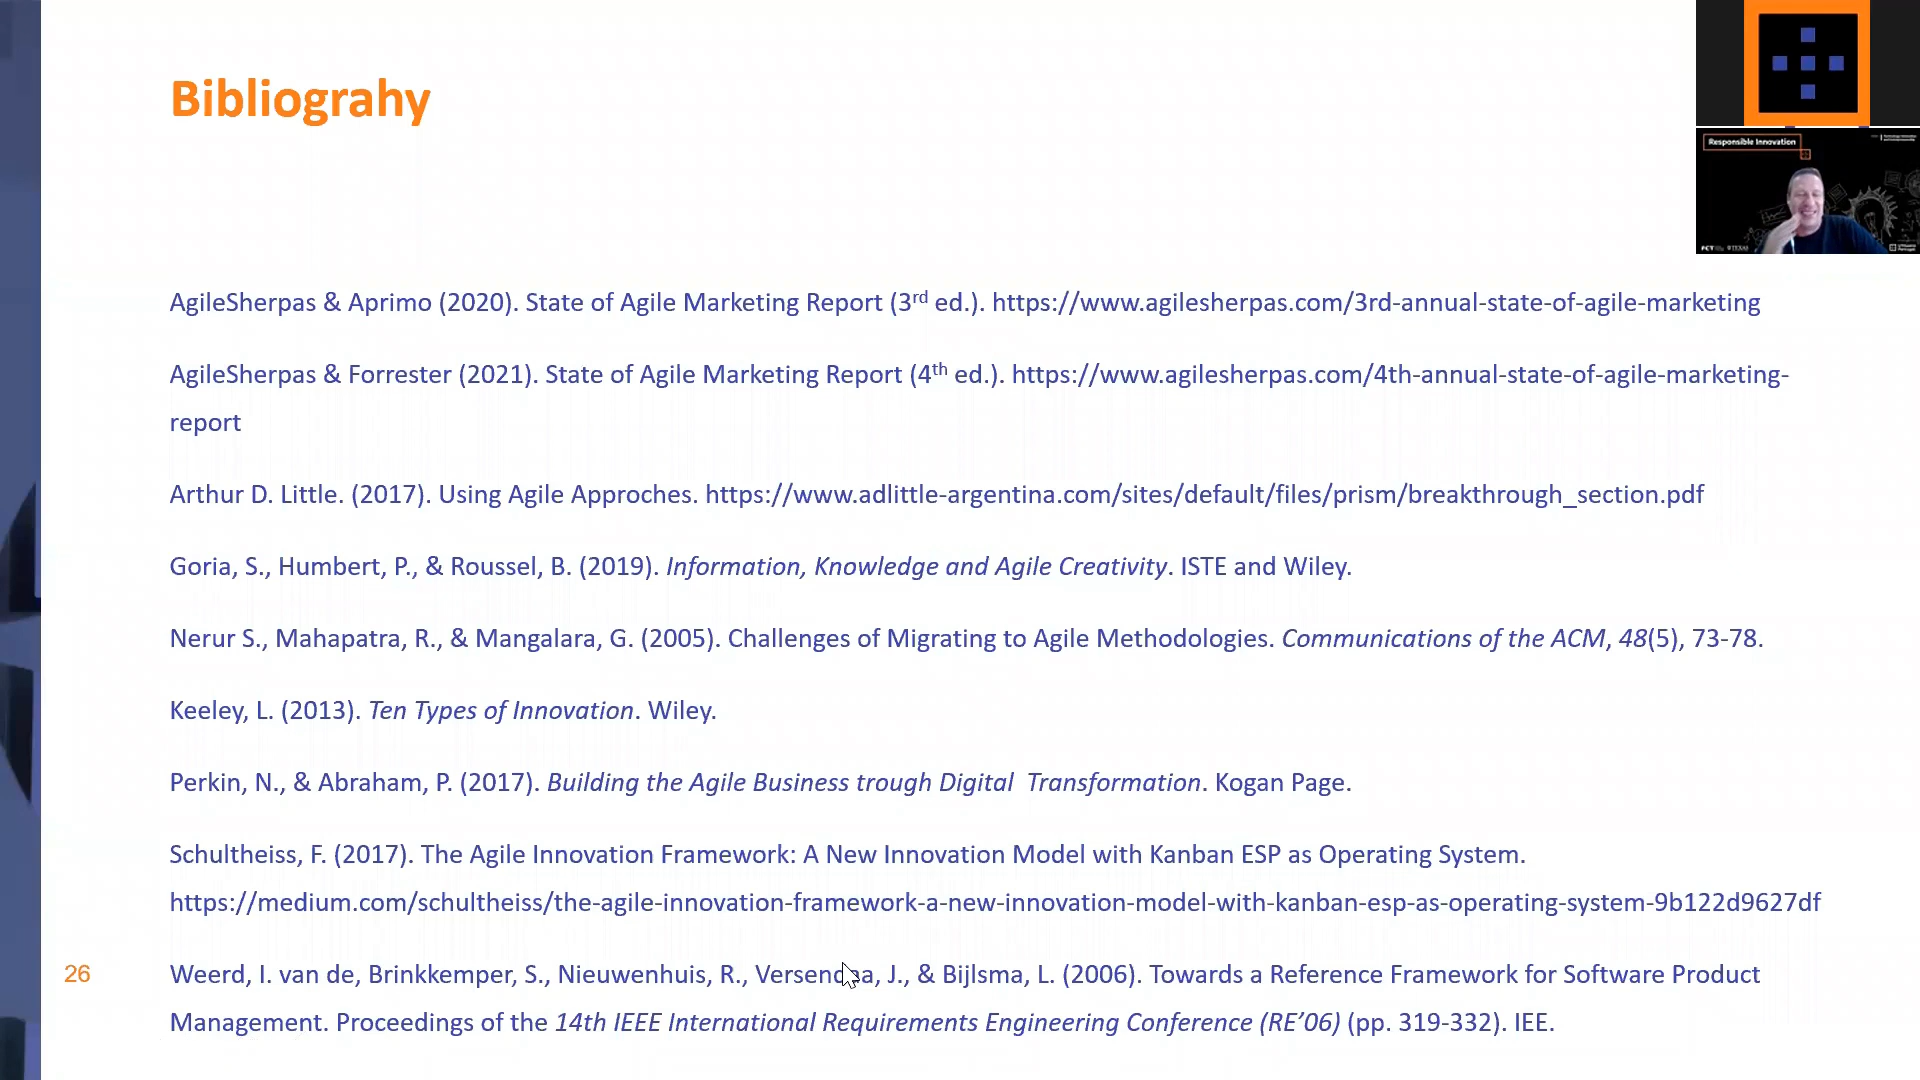 Bibliograhy
Responsible Innovation
AgileSherpas & Aprimo (2020). State of Agile Marketing Report (3rd ed.). https://www.agilesherpas.com/3rd-annual-state-of-agile-marketing
AgileSherpas & Forrester (2021). State of Agile Marketing Report (4th ed.). https://www.agilesherpas.com/4th-annual-state-of-agile-marketing-
report
Arthur D. Little. (2017). Using Agile Approches. https://www.adlittle-argentina.com/sites/default/files/prism/breakthrough_section.pdf
Goria, S., Humbert, P., & Roussel, B. (2019). Information, Knowledge and Agile Creativity. ISTE and Wiley.
Nerur S., Mahapatra, R., & Mangalara, G. (2005). Challenges of Migrating to Agile Methodologies. Communications of the ACM, 48(5), 73-78.
Keeley, L. (2013). Ten Types of Innovation. Wiley.
Perkin, N., & Abraham, P. (2017). Building the Agile Business trough Digital Transformation. Kogan Page.
Schultheiss, F. (2017). The Agile Innovation Framework: A New Innovation Model with Kanban ESP as Operating System.
https://medium.com/schultheiss/the-agile-innovation-framework-a-new-innovation-model-with-kanban-esp-as-operating-system-9b122d9627df
26
Weerd, I. van de, Brinkkemper, S., Nieuwenhuis, R., J., & Bijlsma, L. (2006). Towards a Reference Framework for Software Product
Management. Proceedings of the 14th IEEE International Requirements Engineering Conference (RE’06) (pp. 319-332). IEE.